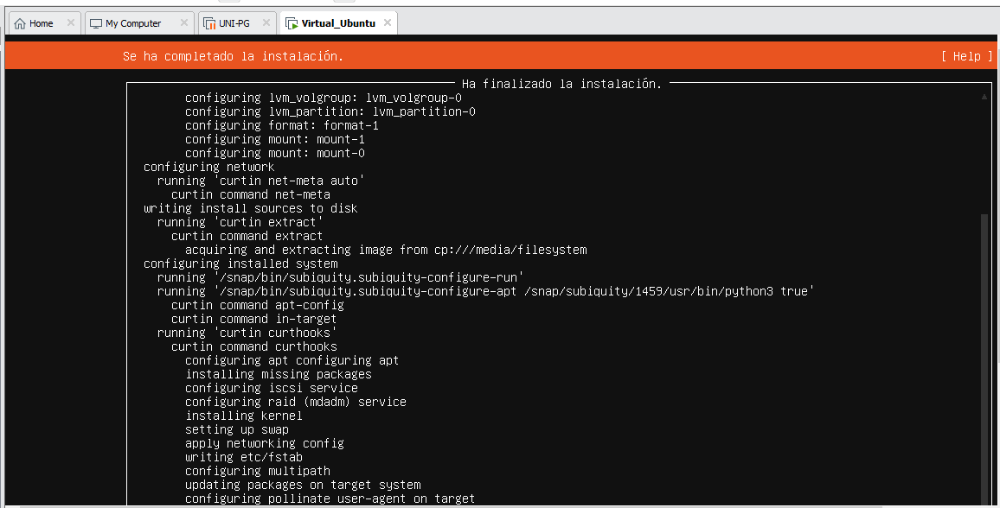 Home
My Computer
UNI-PG
Virtual_Ubuntu
Se ha completado la instalación.
[ Help ]
Ha finalizado la instalación.
configuring lvm_volgroup: lvm_volgroup-0
configuring lvm_partition: lvm_partition-0
configuring format: format-1
configuring mount: mount-1
configuring mount: mount-0
configuring network
running 'curtin net-meta auto'
curtin command net-meta
writing install sources to disk
running 'curtin extract'
curtin command extract
acquiring and extracting image from cp:///media/filesystem
configuring installed system
running '/snap/bin/subiquity.subiquity-configure-run'
running '/snap/bin/subiquity.subiquity-configure-apt /snap/subiquity/1459/usr/bin/python3 true'
curtin command apt-config
curtin command in-target
running 'curtin curthooks'
curtin command curthooks
configuring apt configuring apt
installing missing packages
configuring iscsi service
configuring raid (mdadm) service
installing kernel
setting up swap
apply networking config
writing etc/fstab
configuring multipath
updating packages on target system
configuring pollinate user-agent on target